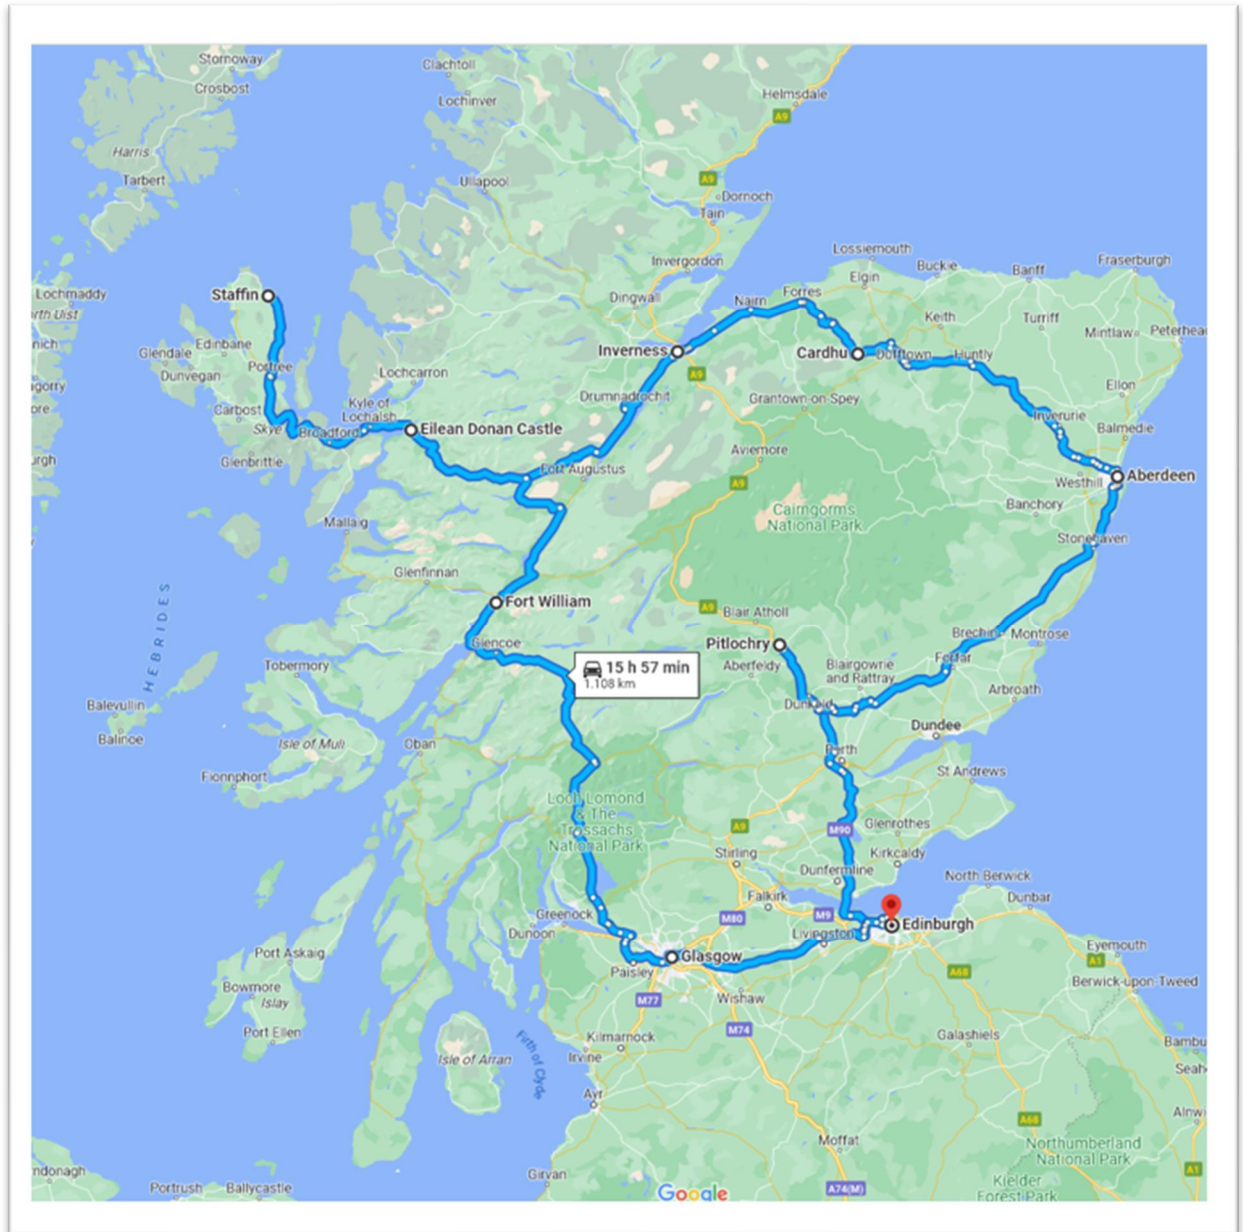 Stornoway
Crosbost
Clachtoll
Lochinver
Helmsdale
A9
Harris
Tarbert
Ullapool
A9
Dornoch
Tain
Lossiemouth
Fraserburgh
Invergordon
Elgin
Buckie
Banff
Lochmaddy
Staffin
Dingwall
Nairn
Forres
Keith
Turriff
Mintlaw
Edinbane
Glendale
Dunvegan
Portree
Inverness
Cardhu
Dufftown
Huntly
Lochcarron
A9
Ellon
Drumnadrochit
Grantown-on-Spey
Carbost
Kyle of
Lochalsh
Inverurie
Skye
Broadford
Eilean Donan Castle
Balmedie
Glenbrittle
Fort Augustus
Aviemore
Aberdeen
A9
Westhill
Banchory
Mallaig
Cairngorms
National Park
Stonehaven
Glenfinnan
Fort William
A9
Blair Atholl
HEBRIDES
Glencoe
Pitlochry
Brechin
Montrose
15 h 57 min
1.108 km
Aberfeldy
Blairgowrie
and Rattray
Forfar
Tobermory
Arbroath
Balevullin
Balinoe
Dunkeld
Dundee
Isle of Mull
Oban
Perth
Fionnphort
St Andrews
Loch Lomond
& The
Trossachs
National Park
A9
M90
Glenrothes
Stirling
Kirkcaldy
Dunfermline
North Berwick
Falkirk
Dunbar
Greenock
M80
M9
Edinburgh
Dunoon
Livingston
Port Askaig
Glasgow
Eyemouth
Paisley
A68
A1
Bowmore
Islay
Wishaw
Berwick-upon-Tweed
M77
Port Ellen
M74
Firth of Clyde
Kilmarnock
Galashiels
Isle of Arran
Irvine
Ayr
A68
Moffat
Northumberland
National Park
Girvan
A1
Portrush
Ballycastle
Google
A74(M)
Kielder
Forest Park